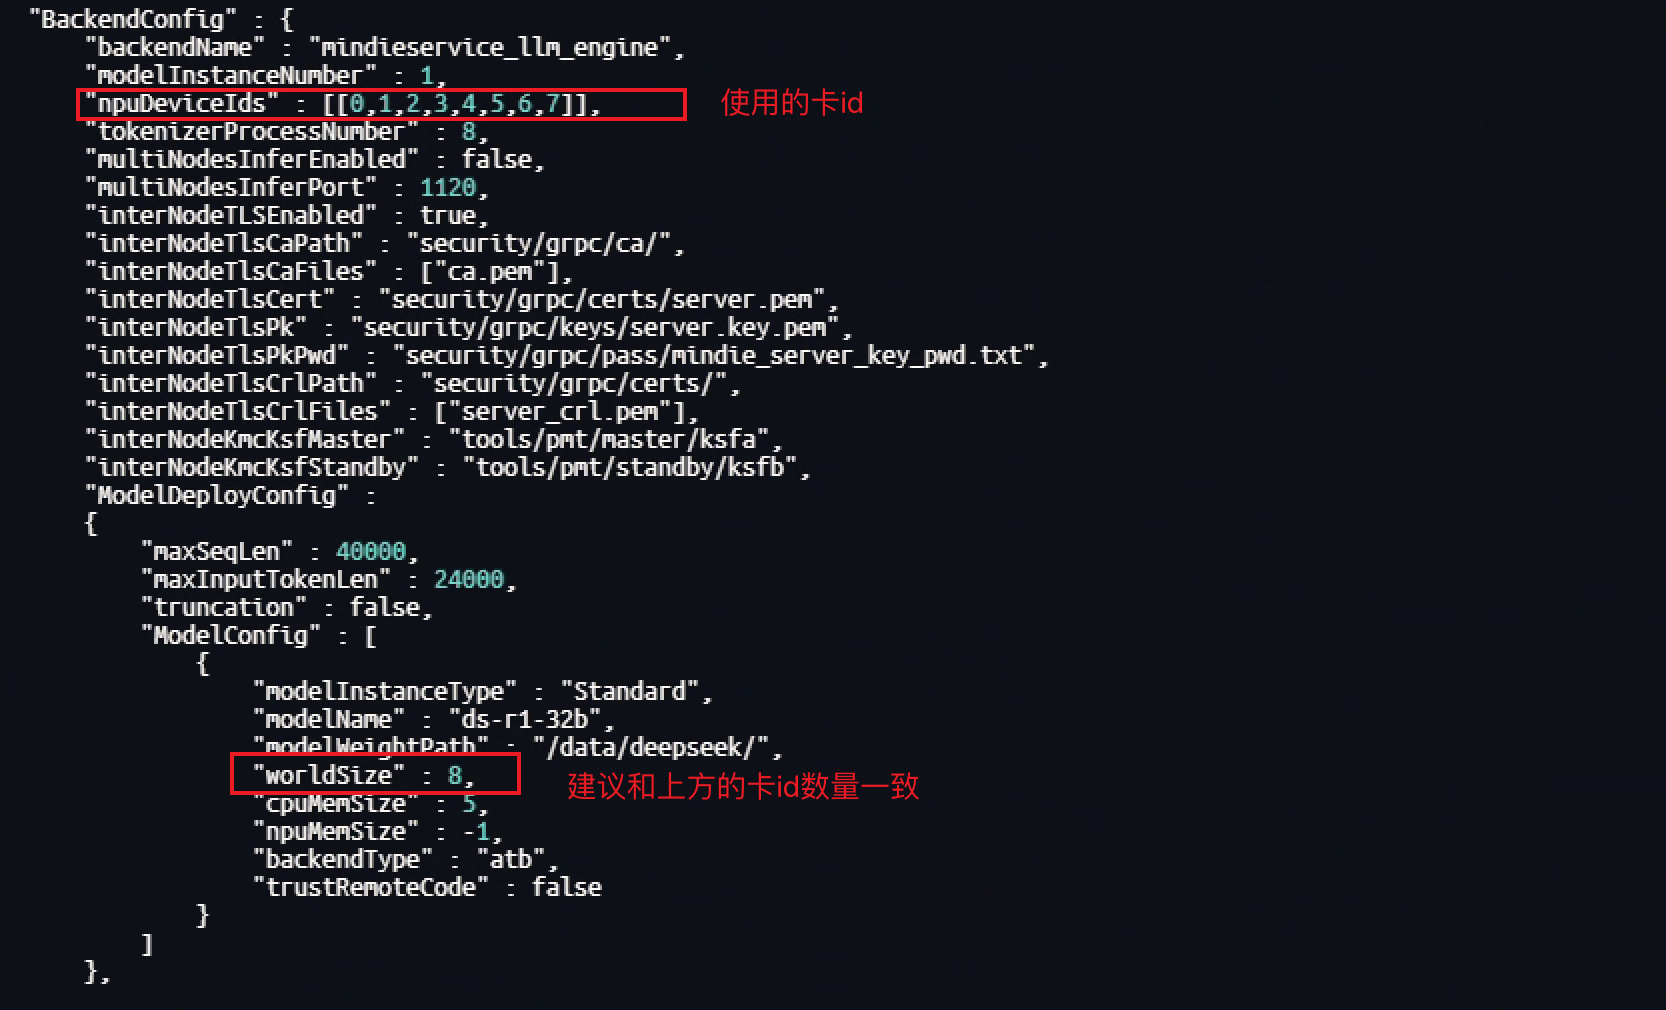 "BackendConfig" : {
"backendName" : "mindieservice_llm_engine",
"modelInstanceNumber" : 1,
"npuDeviceIds" : [[0,1,2,3,4,5,6,7]], 使用的卡id
"tokenizerProcessNumber" : 8,
"multiNodesInferEnabled" : false,
"multiNodesInferPort" : 1120,
"interNodeTLSEnabled" : true,
"interNodeTlsCaPath" : "security/grpc/ca/",
"interNodeTlsCaFiles" : ["ca.pem"],
"interNodeTlsCert" : "security/grpc/certs/server.pem",
"interNodeTlsPk" : "security/grpc/keys/server.key.pem",
"interNodeTlsPkPwd" : "security/grpc/pass/mindie_server_key_pwd.txt",
"interNodeTlsCrlPath" : "security/grpc/certs/",
"interNodeTlsCrlFiles" : ["server_crl.pem"],
"interNodeKmcKsfMaster" : "tools/pmt/master/ksfa",
"interNodeKmcKsfStandby" : "tools/pmt/standby/ksfb",
"ModelDeployConfig" :
{
"maxSeqLen" : 40000,
"maxInputTokenLen" : 24000,
"truncation" : false,
"ModelConfig" : [
{
"modelInstanceType" : "Standard",
"modelName" : "ds-r1-32b",
"modelWeightPath" : "/data/deepseek/",
"worldSize" : 8, 建议和上方的卡id数量一致
"cpuMemSize" : 5,
"npuMemSize" : -1,
"backendType" : "atb",
"trustRemoteCode" : false
}
]
},